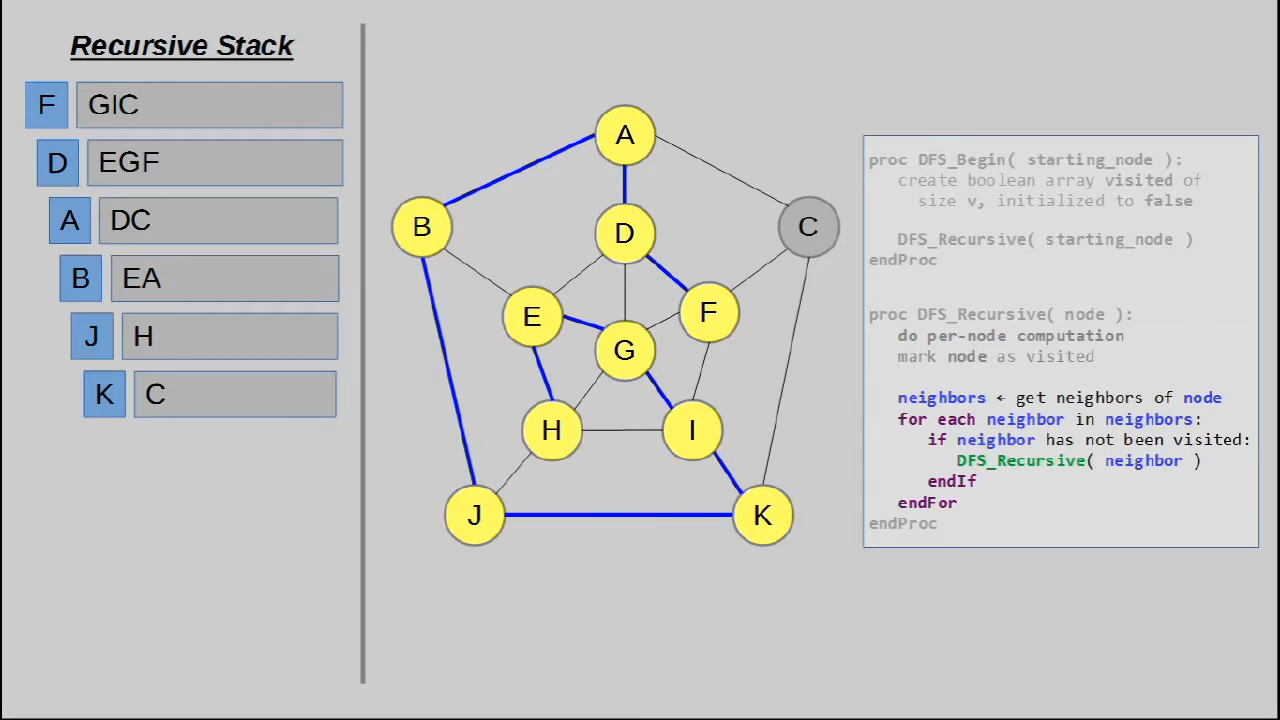 Recursive Stack
F GIC
D EGF
A DC
B EA
J H
K C
A
B
C
D
E
F
G
H
I
J
K
proc DFS_Begin( starting_node ):
create boolean array visited of
size v, initialized to false
DFS_Recursive( starting_node )
endProc
proc DFS_Recursive( node ):
do per-node computation
mark node as visited
neighbors ← get neighbors of node
for each neighbor in neighbors:
if neighbor has not been visited:
DFS_Recursive( neighbor )
endIf
endFor
endProc